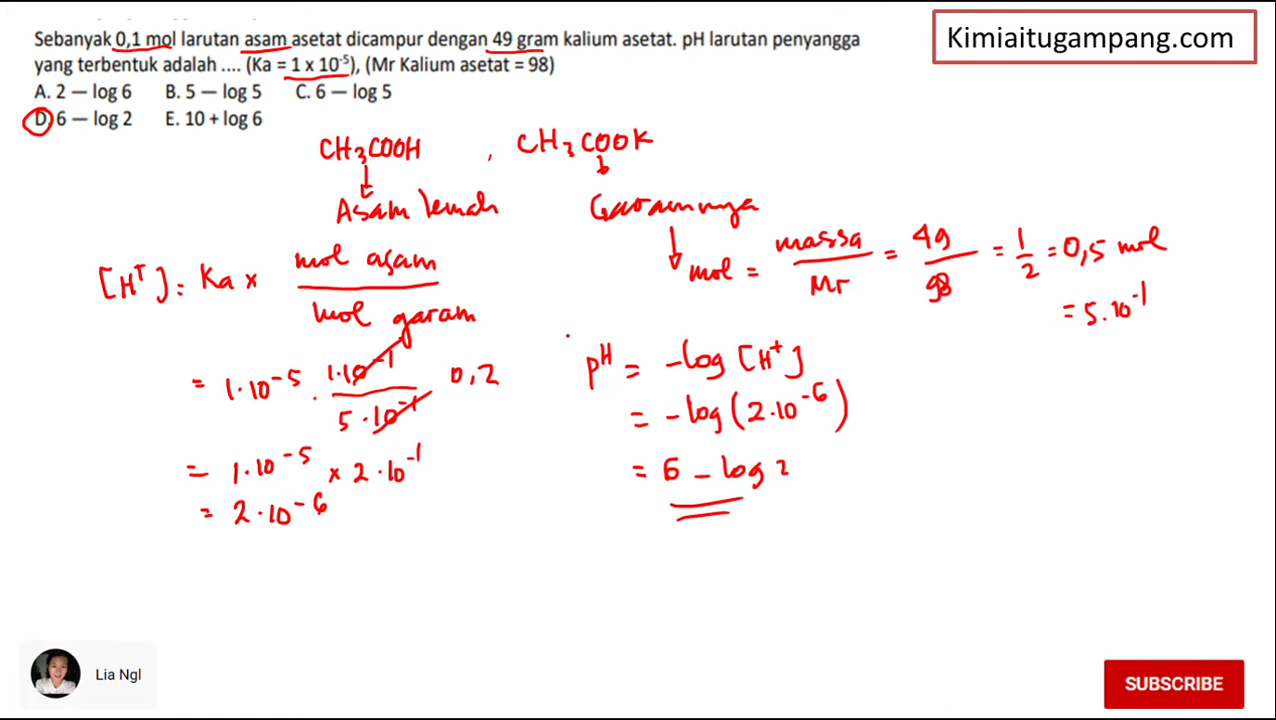 Kimiaitugampang.com
Sebanyak 0,1 mol larutan asam asetat dicampur dengan 49 gram kalium asetat. pH larutan penyangga
yang terbentuk adalah .... (Ka = 1 x 10⁻⁵), (Mr Kalium asetat = 98)
A. 2 — log 6 B. 5 — log 5 C. 6 — log 5
D. 6 — log 2 E. 10 + log 6
CH₃COOH , CH₃COOK
Asam lemah Garamnya
mol = massa / Mr = 49 / 98 = 1/2 = 0,5 mol
= 5.10⁻¹
[H⁺] = Ka x mol asam / mol garam
= 1.10⁻⁵ . 1.10⁻¹ / 5.10⁻¹ 0,2
= 1.10⁻⁵ x 2.10⁻¹
= 2.10⁻⁶
pH = -log [H⁺]
= -log (2.10⁻⁶)
= 6 - log 2
Lia Ngl
SUBSCRIBE